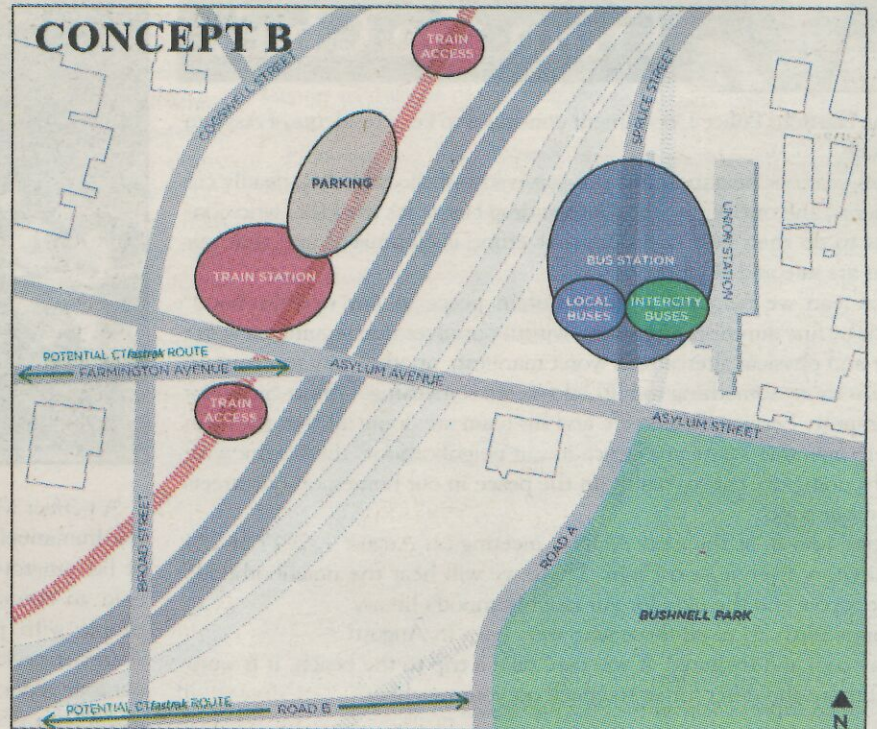 CONCEPT B
TRAIN
ACCESS
COGSWELL STREET
SPRUCE STREET
PARKING
TRAIN STATION
BUS STATION
UNION STATION
LOCAL
BUSES
INTERCITY
BUSES
POTENTIAL CTfastrak ROUTE
FARMINGTON AVENUE
ASYLUM AVENUE
TRAIN
ACCESS
ASYLUM STREET
BROAD STREET
ROAD A
BUSHNELL PARK
POTENTIAL CTfastrak ROUTE
ROAD B
N